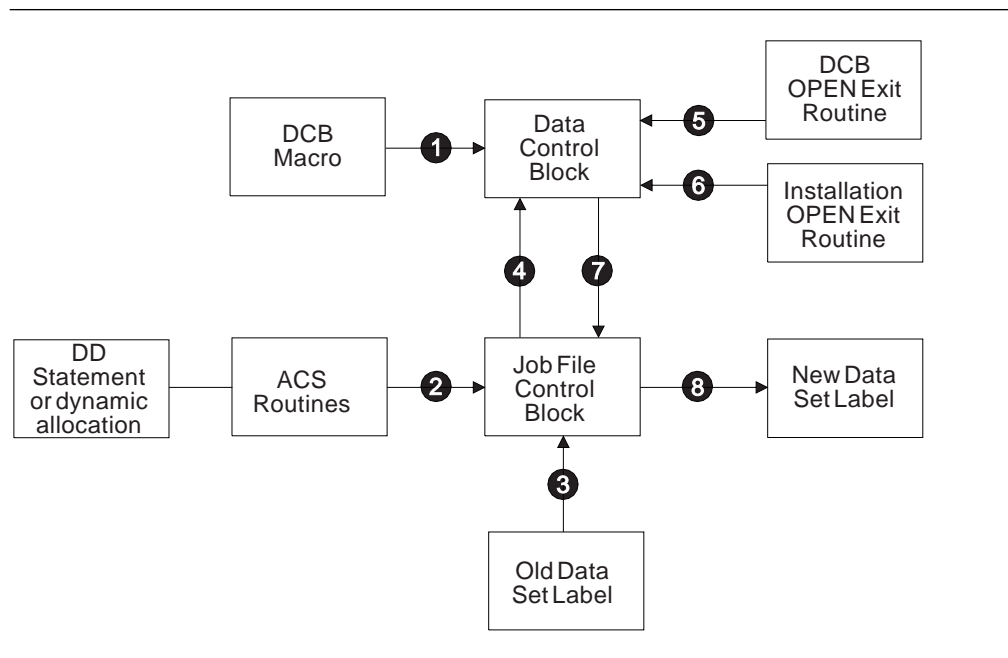 DCB
OPEN Exit
Routine
DCB
Macro
1
Data
Control
Block
5
6
Installation
OPEN Exit
Routine
4
7
DD
Statement
or dynamic
allocation
ACS
Routines
2
Job File
Control
Block
8
New Data
Set Label
3
Old Data
Set Label